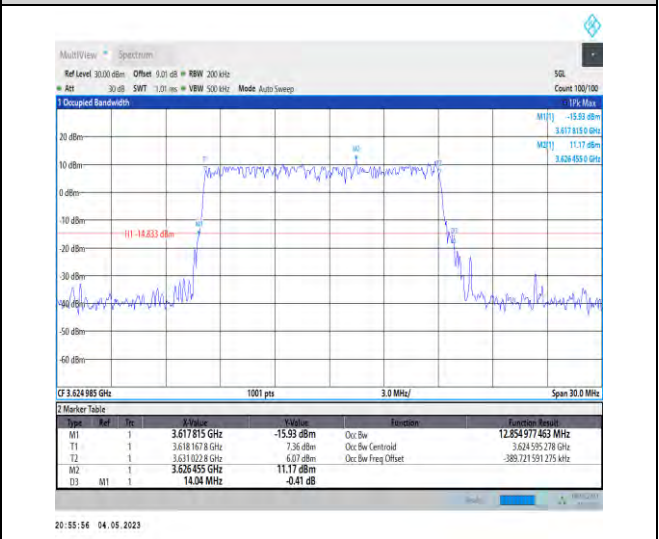 MultiView Spectrum
Ref Level 30.00 dBm Offset 9.01 dB RBW 200 kHz SGL
Att 30 dB SWT 1.01 ms VBW 500 kHz Mode Auto Sweep Count 100/100
1 Occupied Bandwidth 1Pk Max
M1[1] -15.93 dBm
3.617 815 0 GHz
M2[1] 11.17 dBm
3.626 455 0 GHz
20 dBm
10 dBm
0 dBm
-10 dBm
H1 -14.833 dBm
-20 dBm
-30 dBm
-40 dBm
-50 dBm
-60 dBm
T1
M2
M1
CF 3.624 985 GHz 1001 pts 3.0 MHz/ Span 30.0 MHz
2 Marker Table
Type Ref Trc X-Value Y-Value Function Function Result
M1 1 3.617 815 GHz -15.93 dBm Occ Bw 12.854 977 463 MHz
T1 1 3.618 167 8 GHz 7.36 dBm Occ Bw Centroid 3.624 595 278 GHz
T2 1 3.631 022 8 GHz 6.07 dBm Occ Bw Freq Offset -389.721 591 275 kHz
M2 1 3.626 455 GHz 11.17 dBm
D3 M1 1 14.04 MHz -0.41 dB
20:55:56 04.05.2023